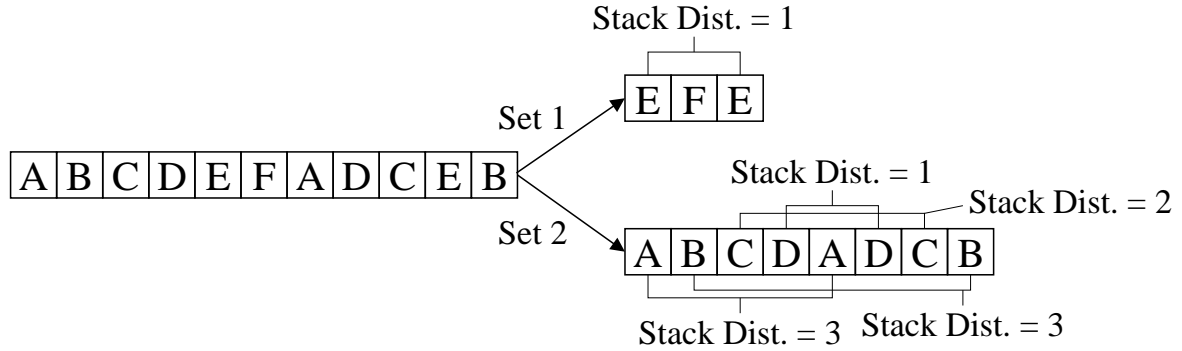 Stack Dist. = 1
E F E
Set 1
A B C D E F A D C E B
Stack Dist. = 1
Stack Dist. = 2
Set 2
A B C D A D C B
Stack Dist. = 3
Stack Dist. = 3